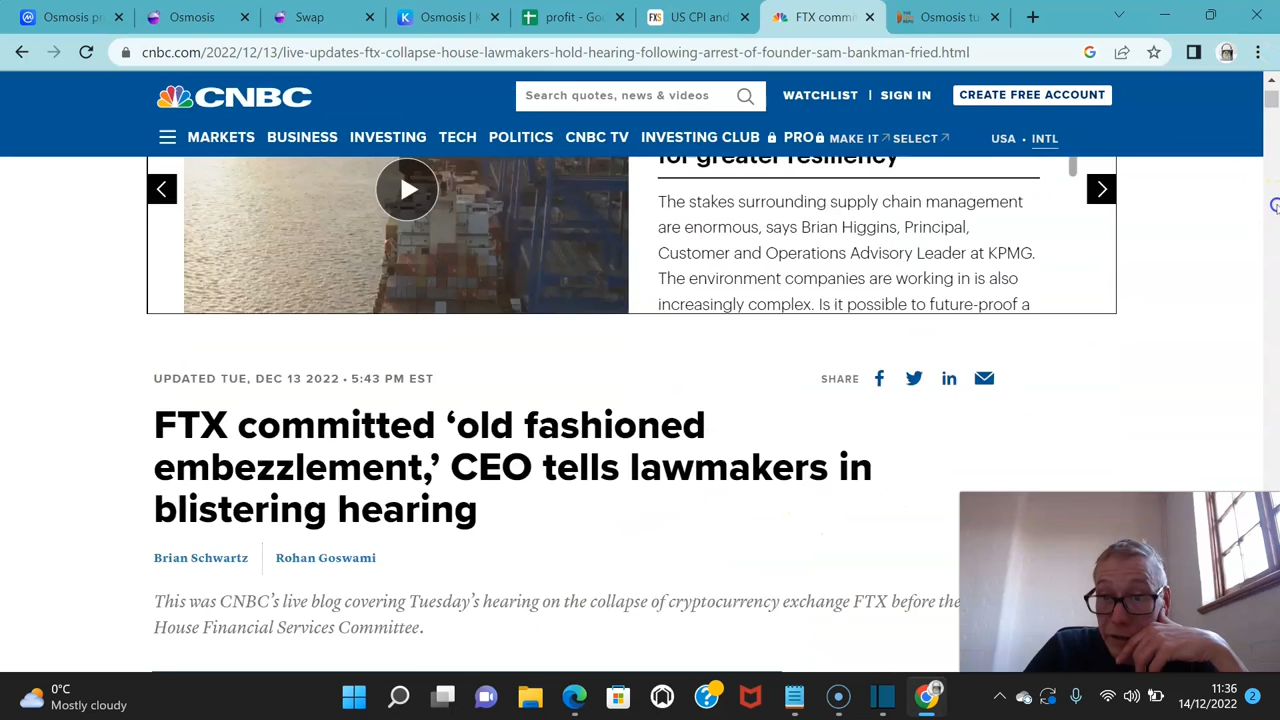 Osmosis pr
Osmosis
Swap
Osmosis | K
profit - Goo
US CPI and
FTX commi
Osmosis tu
cnbc.com/2022/12/13/live-updates-ftx-collapse-house-lawmakers-hold-hearing-following-arrest-of-founder-sam-bankman-fried.html
CNBC
Search quotes, news & videos
WATCHLIST | SIGN IN
CREATE FREE ACCOUNT
MARKETS BUSINESS INVESTING TECH POLITICS CNBC TV INVESTING CLUB PRO MAKE IT SELECT USA • INTL
for greater resiliency
The stakes surrounding supply chain management
are enormous, says Brian Higgins, Principal,
Customer and Operations Advisory Leader at KPMG.
The environment companies are working in is also
increasingly complex. Is it possible to future-proof a
UPDATED TUE, DEC 13 2022 • 5:43 PM EST
SHARE
FTX committed ‘old fashioned
embezzlement,’ CEO tells lawmakers in
blistering hearing
Brian Schwartz
Rohan Goswami
This was CNBC’s live blog covering Tuesday’s hearing on the collapse of cryptocurrency exchange FTX before the
House Financial Services Committee.
0°C
Mostly cloudy
11:36
14/12/2022
2